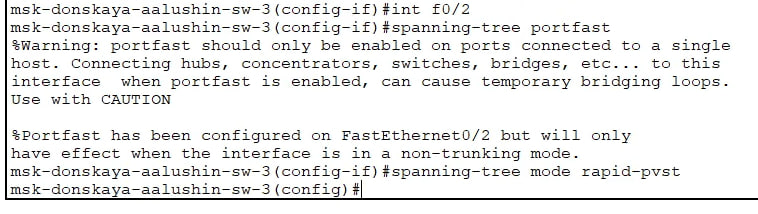 msk-donskaya-aalushin-sw-3(config-if)#int f0/2
msk-donskaya-aalushin-sw-3(config-if)#spanning-tree portfast
%Warning: portfast should only be enabled on ports connected to a single
host. Connecting hubs, concentrators, switches, bridges, etc... to this
interface  when portfast is enabled, can cause temporary bridging loops.
Use with CAUTION

%Portfast has been configured on FastEthernet0/2 but will only
have effect when the interface is in a non-trunking mode.
msk-donskaya-aalushin-sw-3(config-if)#spanning-tree mode rapid-pvst
msk-donskaya-aalushin-sw-3(config)#